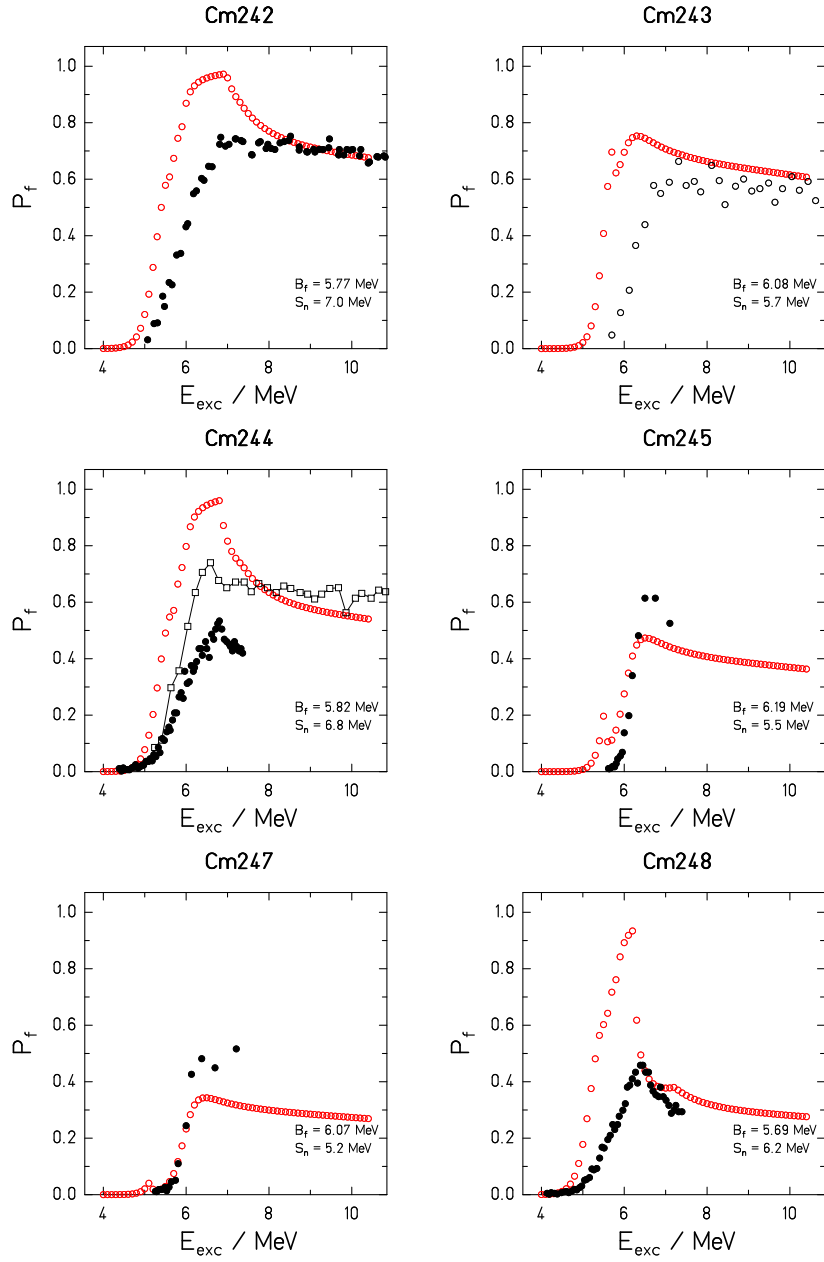 Cm242
1.0
0.8
0.6
0.4
0.2
0.0
P_f
B_f = 5.77 MeV
S_n = 7.0 MeV
4
6
8
10
E_exc / MeV
Cm243
1.0
0.8
0.6
0.4
0.2
0.0
P_f
B_f = 6.08 MeV
S_n = 5.7 MeV
4
6
8
10
E_exc / MeV
Cm244
1.0
0.8
0.6
0.4
0.2
0.0
P_f
B_f = 5.82 MeV
S_n = 6.8 MeV
4
6
8
10
E_exc / MeV
Cm245
1.0
0.8
0.6
0.4
0.2
0.0
P_f
B_f = 6.19 MeV
S_n = 5.5 MeV
4
6
8
10
E_exc / MeV
Cm247
1.0
0.8
0.6
0.4
0.2
0.0
P_f
B_f = 6.07 MeV
S_n = 5.2 MeV
4
6
8
10
E_exc / MeV
Cm248
1.0
0.8
0.6
0.4
0.2
0.0
P_f
B_f = 5.69 MeV
S_n = 6.2 MeV
4
6
8
10
E_exc / MeV